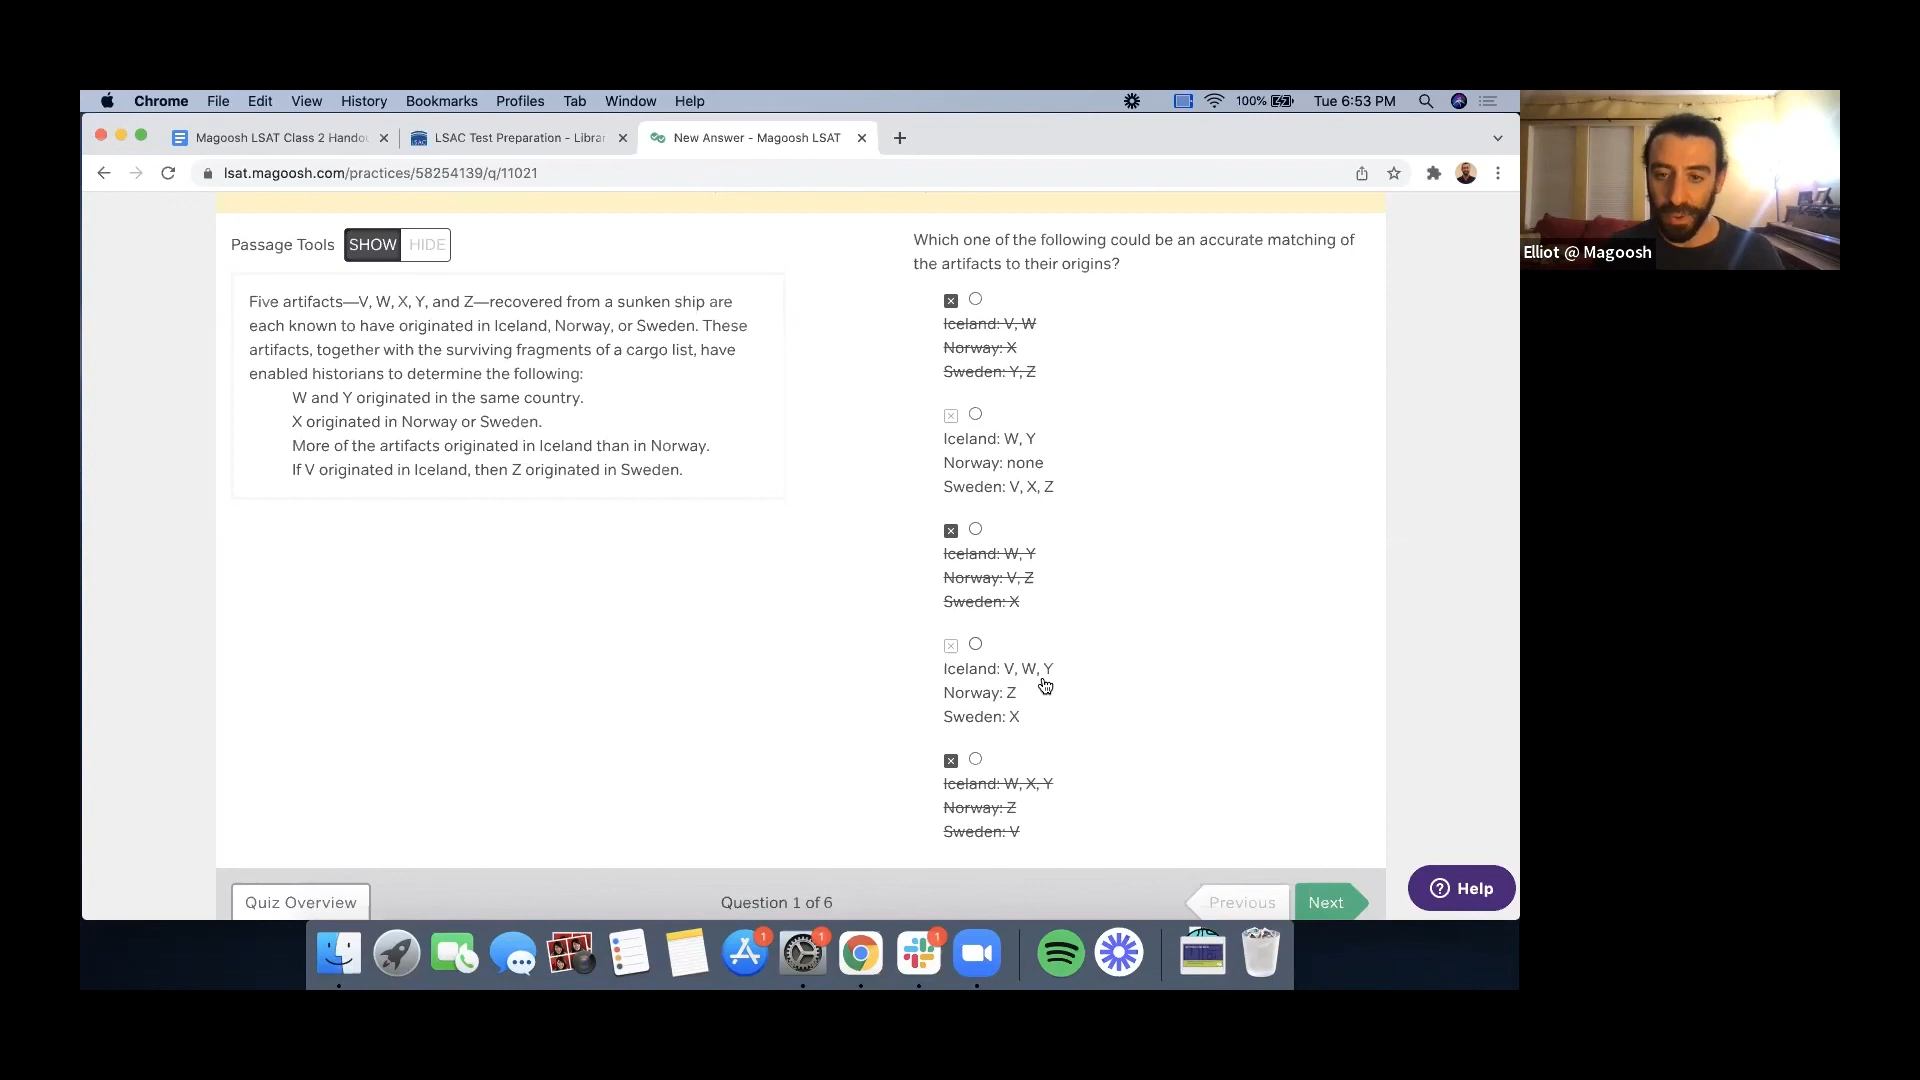 Chrome File Edit View History Bookmarks Profiles Tab Window Help 100% Tue 6:53 PM
Magoosh LSAT Class 2 Hando
LSAC Test Preparation - Librar
New Answer - Magoosh LSAT
lsat.magoosh.com/practices/58254139/q/11021
Elliot @ Magoosh
Passage Tools SHOW HIDE
Five artifacts—V, W, X, Y, and Z—recovered from a sunken ship are
each known to have originated in Iceland, Norway, or Sweden. These
artifacts, together with the surviving fragments of a cargo list, have
enabled historians to determine the following:
W and Y originated in the same country.
X originated in Norway or Sweden.
More of the artifacts originated in Iceland than in Norway.
If V originated in Iceland, then Z originated in Sweden.
Which one of the following could be an accurate matching of
the artifacts to their origins?
Iceland: V, W
Norway: X
Sweden: Y, Z
Iceland: W, Y
Norway: none
Sweden: V, X, Z
Iceland: W, Y
Norway: V, Z
Sweden: X
Iceland: V, W, Y
Norway: Z
Sweden: X
Iceland: W, X, Y
Norway: Z
Sweden: V
Quiz Overview
Question 1 of 6
Previous
Next
Help
1
1
1